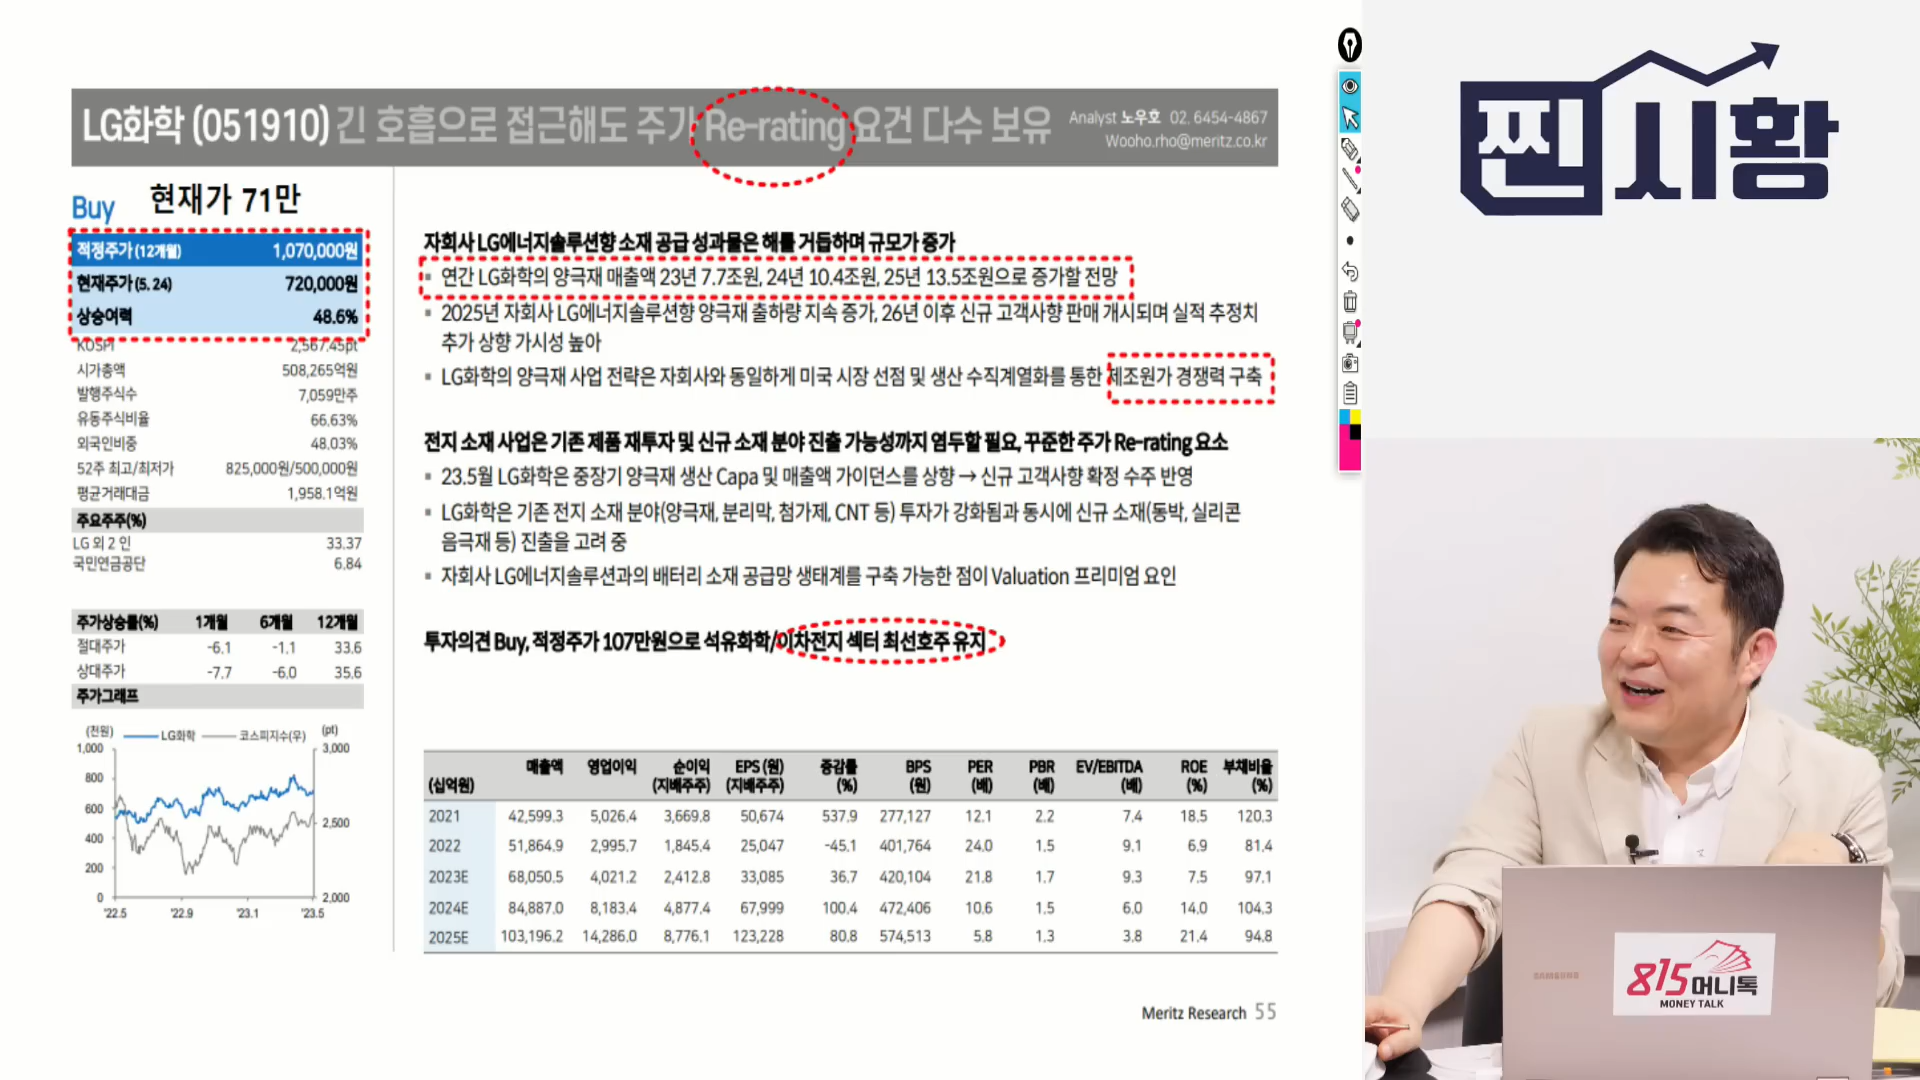 LG화학 (051910) 긴 호흡으로 접근해도 주가 Re-rating 요건 다수 보유
Analyst 노우호 02. 6454-4867
Wooho.rho@meritz.co.kr
Buy 현재가 71만
적정주가 (12개월) 1,070,000원
현재주가 (5. 24) 720,000원
상승여력 48.6%
KOSPI 2,567.45pt
시가총액 508,265억원
발행주식수 7,059만주
유동주식비율 66.63%
외국인비중 48.03%
52주 최고/최저가 825,000원/500,000원
평균거래대금 1,958.1억원
주요주주(%)
LG 외 2 인 33.37
국민연금공단 6.84
주가상승률(%) 1개월 6개월 12개월
절대주가 -6.1 -1.1 33.6
상대주가 -7.7 -6.0 35.6
주가그래프
(천원) LG화학 코스피지수(우) (pt)
1,000 3,000
800
600 2,500
400
200
0 2,000
'22.5 '22.9 '23.1 '23.5
자회사 LG에너지솔루션향 소재 공급 성과물은 해를 거듭하며 규모가 증가
▪ 연간 LG화학의 양극재 매출액 23년 7.7조원, 24년 10.4조원, 25년 13.5조원으로 증가할 전망
▪ 2025년 자회사 LG에너지솔루션향 양극재 출하량 지속 증가, 26년 이후 신규 고객사향 판매 개시되며 실적 추정치
추가 상향 가시성 높아
▪ LG화학의 양극재 사업 전략은 자회사와 동일하게 미국 시장 선점 및 생산 수직계열화를 통한 제조원가 경쟁력 구축
전지 소재 사업은 기존 제품 재투자 및 신규 소재 분야 진출 가능성까지 염두할 필요, 꾸준한 주가 Re-rating 요소
▪ 23.5월 LG화학은 중장기 양극재 생산 Capa 및 매출액 가이던스를 상향 → 신규 고객사향 확정 수주 반영
▪ LG화학은 기존 전지 소재 분야(양극재, 분리막, 첨가제, CNT 등) 투자가 강화됨과 동시에 신규 소재(동박, 실리콘
음극재 등) 진출을 고려 중
▪ 자회사 LG에너지솔루션과의 배터리 소재 공급망 생태계를 구축 가능한 점이 Valuation 프리미엄 요인
투자의견 Buy, 적정주가 107만원으로 석유화학/이차전지 섹터 최선호주 유지
(십억원) 매출액 영업이익 순이익 (지배주주) EPS (원) (지배주주) 증감률 (%) BPS (원) PER (배) PBR (배) EV/EBITDA (배) ROE (%) 부채비율 (%)
2021 42,599.3 5,026.4 3,669.8 50,674 537.9 277,127 12.1 2.2 7.4 18.5 120.3
2022 51,864.9 2,995.7 1,845.4 25,047 -45.1 401,764 24.0 1.5 9.1 6.9 81.4
2023E 68,050.5 4,021.2 2,412.8 33,085 36.7 420,104 21.8 1.7 9.3 7.5 97.1
2024E 84,887.0 8,183.4 4,877.4 67,999 100.4 472,406 10.6 1.5 6.0 14.0 104.3
2025E 103,196.2 14,286.0 8,776.1 123,228 80.8 574,513 5.8 1.3 3.8 21.4 94.8
Meritz Research 55
찐시황
SAMSUNG
815머니톡
MONEY TALK